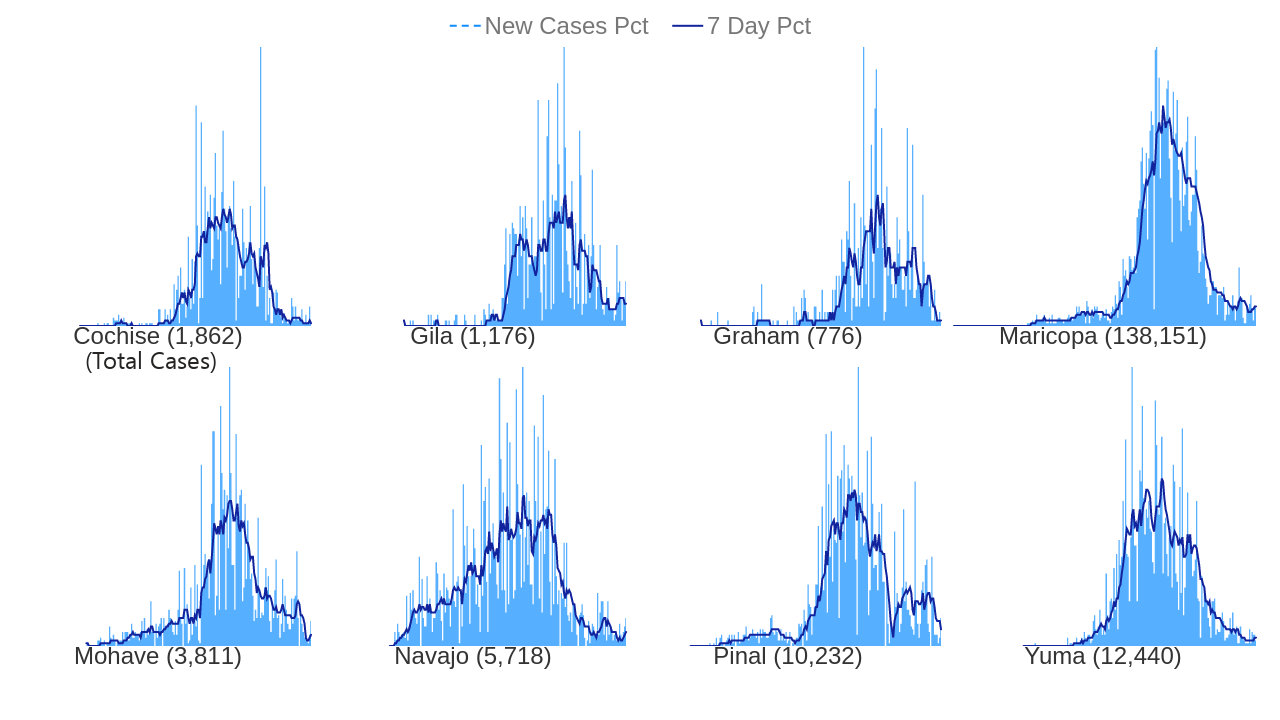 New Cases Pct 7 Day Pct
Cochise (1,862) Gila (1,176) Graham (776) Maricopa (138,151)
(Total Cases)
Mohave (3,811) Navajo (5,718) Pinal (10,232) Yuma (12,440)